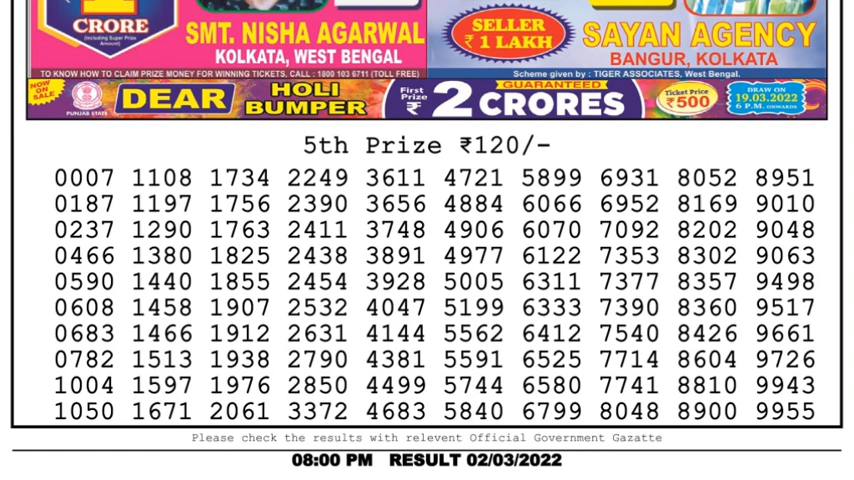 CRORE
(Including Super Prize Amount)
SMT. NISHA AGARWAL
KOLKATA, WEST BENGAL
SELLER
₹ 1 LAKH
SAYAN AGENCY
BANGUR, KOLKATA
TO KNOW HOW TO CLAIM PRIZE MONEY FOR WINNING TICKETS, CALL : 1800 103 6711 (TOLL FREE)
Scheme given by : TIGER ASSOCIATES, West Bengal.
NOW ON SALE
PUNJAB STATE
DEAR
HOLI
BUMPER
First Prize ₹
2 CRORES
GUARANTEED
Ticket Price
₹500
DRAW ON
19.03.2022
6 P.M. ONWARDS
5th Prize ₹120/-
0007 1108 1734 2249 3611 4721 5899 6931 8052 8951
0187 1197 1756 2390 3656 4884 6066 6952 8169 9010
0237 1290 1763 2411 3748 4906 6070 7092 8202 9048
0466 1380 1825 2438 3891 4977 6122 7353 8302 9063
0590 1440 1855 2454 3928 5005 6311 7377 8357 9498
0608 1458 1907 2532 4047 5199 6333 7390 8360 9517
0683 1466 1912 2631 4144 5562 6412 7540 8426 9661
0782 1513 1938 2790 4381 5591 6525 7714 8604 9726
1004 1597 1976 2850 4499 5744 6580 7741 8810 9943
1050 1671 2061 3372 4683 5840 6799 8048 8900 9955
Please check the results with relevent Official Government Gazatte
08:00 PM RESULT 02/03/2022